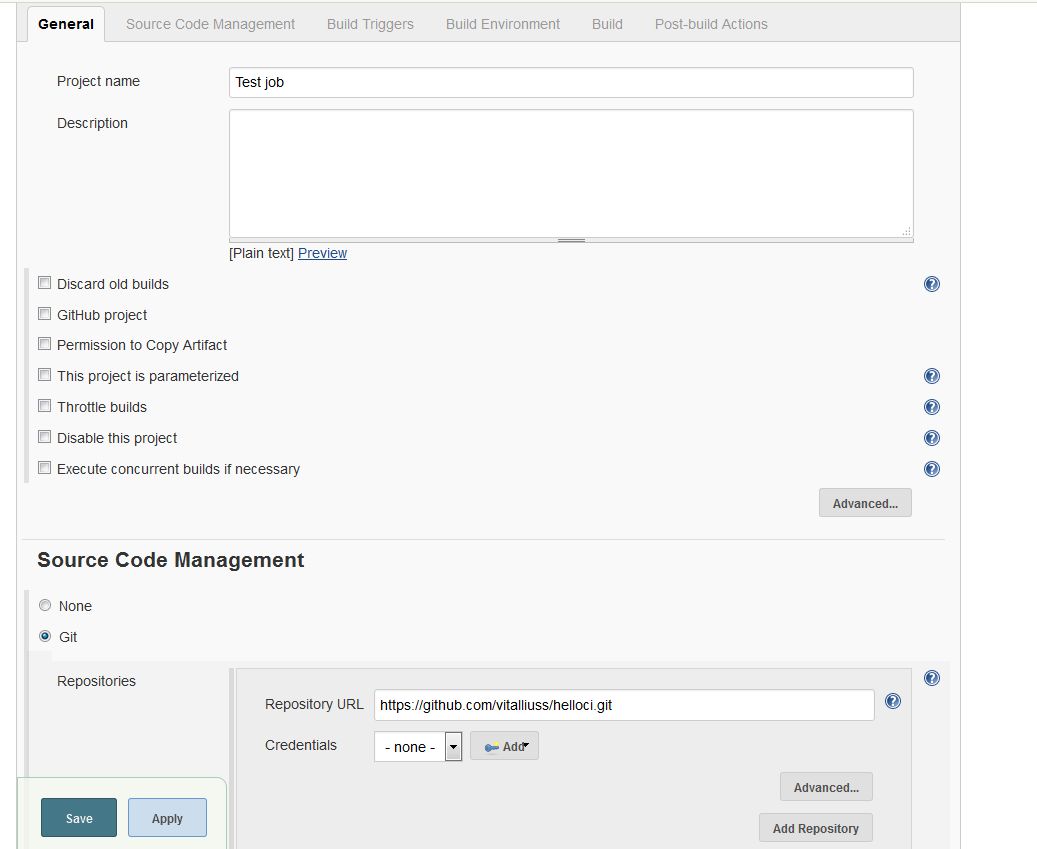 General Source Code Management Build Triggers Build Environment Build Post-build Actions
Project name Test job
Description
[Plain text] Preview
Discard old builds
GitHub project
Permission to Copy Artifact
This project is parameterized
Throttle builds
Disable this project
Execute concurrent builds if necessary
Advanced...
Source Code Management
None
Git
Repositories
Repository URL https://github.com/vitalliuss/helloci.git
Credentials - none - Add
Advanced...
Save Apply Add Repository